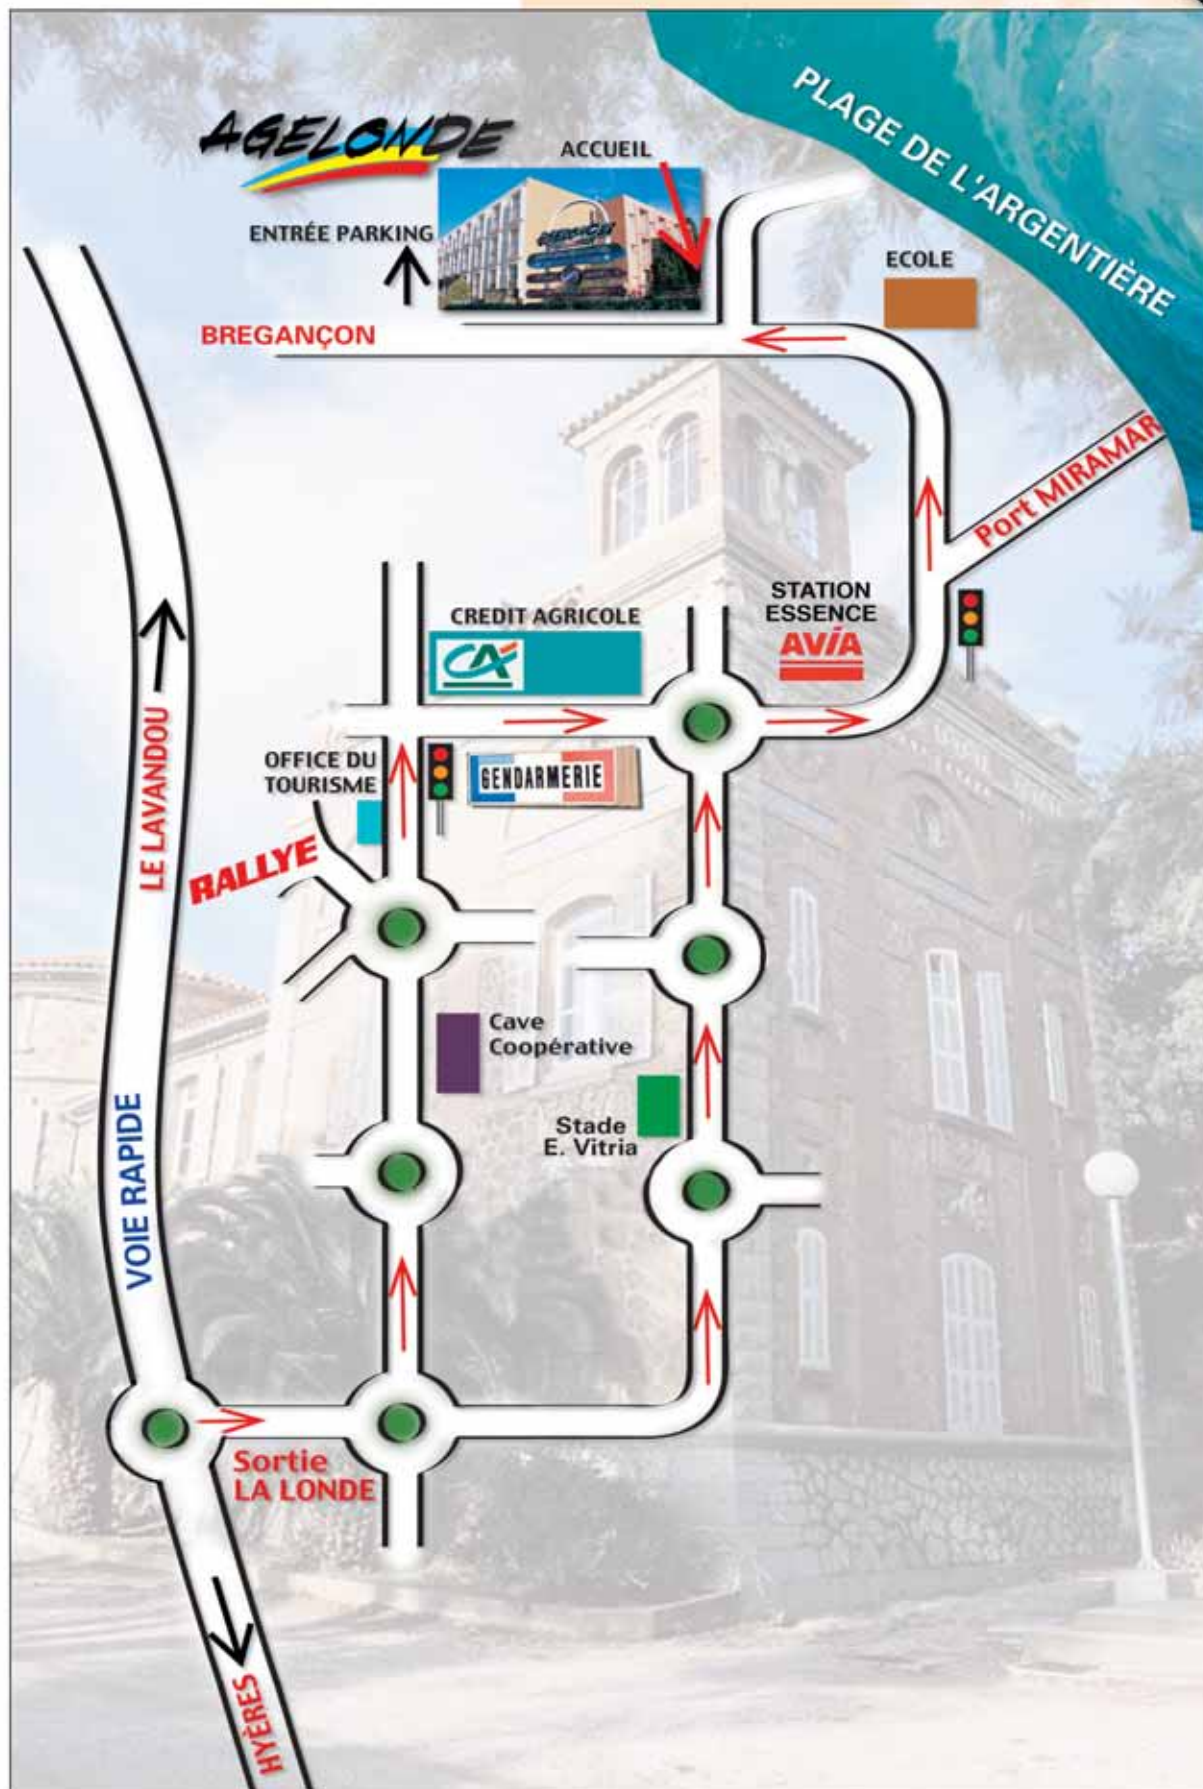 PLAGE DE L'ARGENTIÈRE
AGELONDE
ACCUEIL
ENTRÉE PARKING
AGELONDE
ECOLE
BREGANÇON
Port MIRAMAR
STATION
ESSENCE
AVIA
CREDIT AGRICOLE
CA
OFFICE DU
TOURISME
GENDARMERIE
LE LAVANDOU
RALLYE
Cave
Coopérative
Stade
E. Vitria
VOIE RAPIDE
Sortie
LA LONDE
HYÈRES